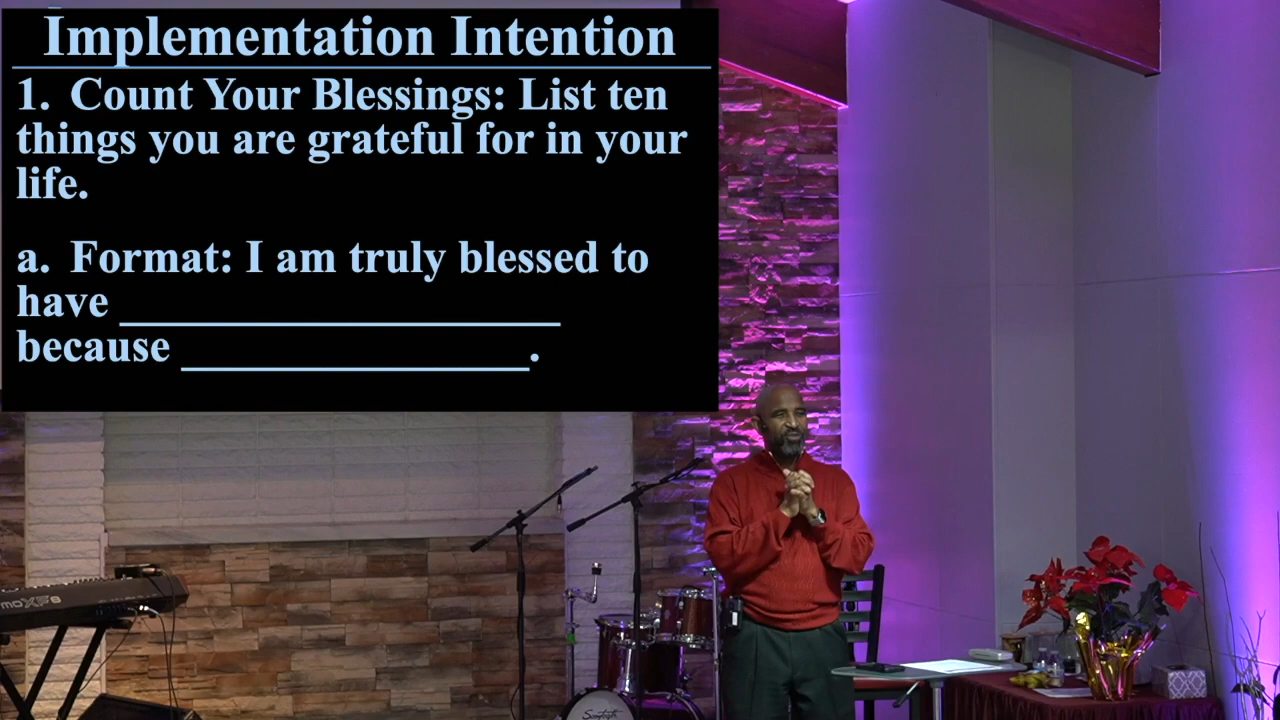 Implementation Intention
1. Count Your Blessings: List ten
things you are grateful for in your
life.
a. Format: I am truly blessed to
have ____________________
because ________________.
MOXF8